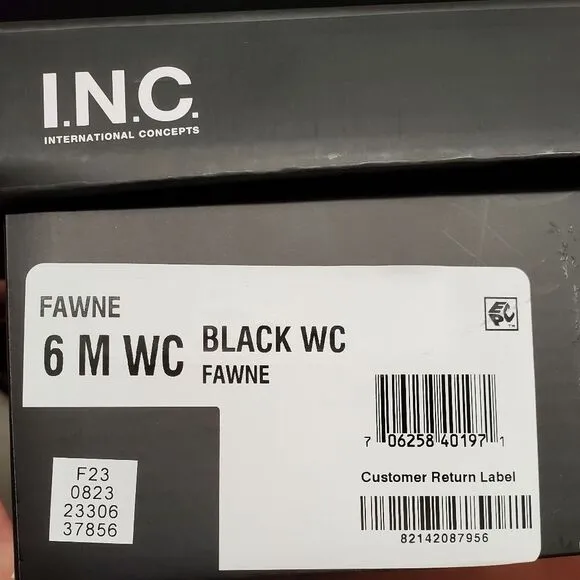 I.N.C.
INTERNATIONAL CONCEPTS
FAWNE
6 M WC
BLACK WC
FAWNE
EPC™
7 06258 40197 1
Customer Return Label
82142087956
F23
0823
23306
37856